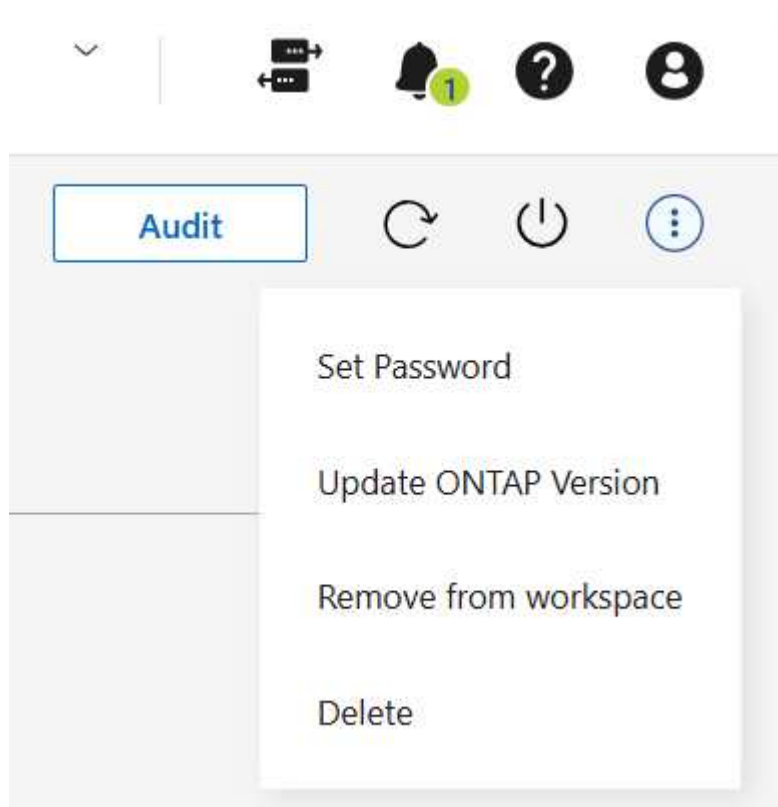 1
Audit
Set Password
Update ONTAP Version
Remove from workspace
Delete